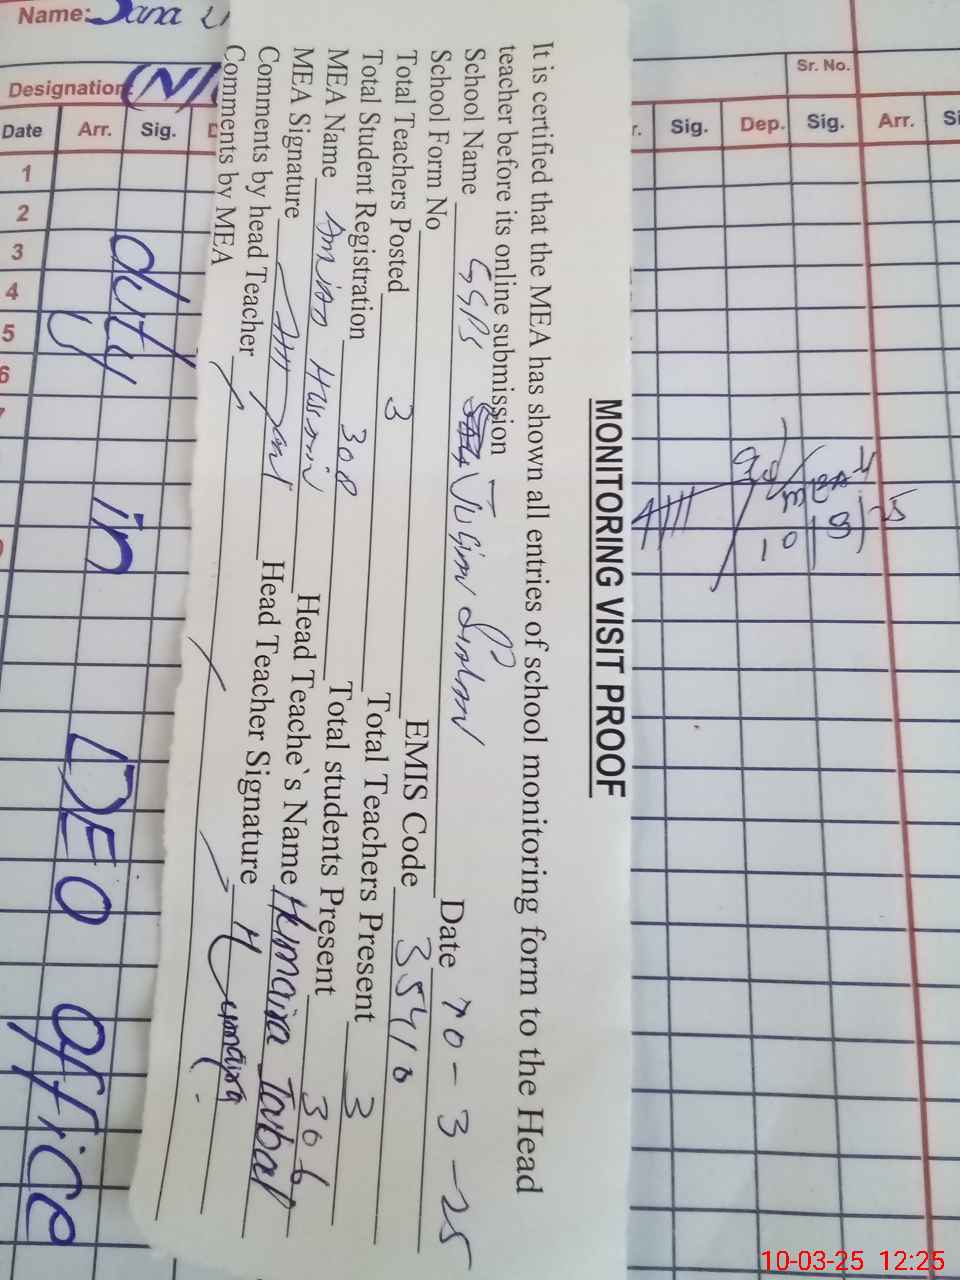 MONITORING VISIT PROOF
It is certified that the MEA has shown all entries of school monitoring form to the Head
teacher before its online submission
School Name GGPS Date 10-3-25
School Form No EMIS Code 35410
Total Teachers Posted 3 Total Teachers Present 3
Total Student Registration 308 Total students Present 306
MEA Name Head Teache`s Name Humaira Iqbal
MEA Signature Head Teacher Signature Humaira
Comments by head Teacher
Comments by MEA
Name: Sana
Designation:
Sr. No.
Date Arr. Sig.
Sig. Dep. Sig. Arr.
1
2
3
4
5
6
duty in DEO office
10-03-25 12:25